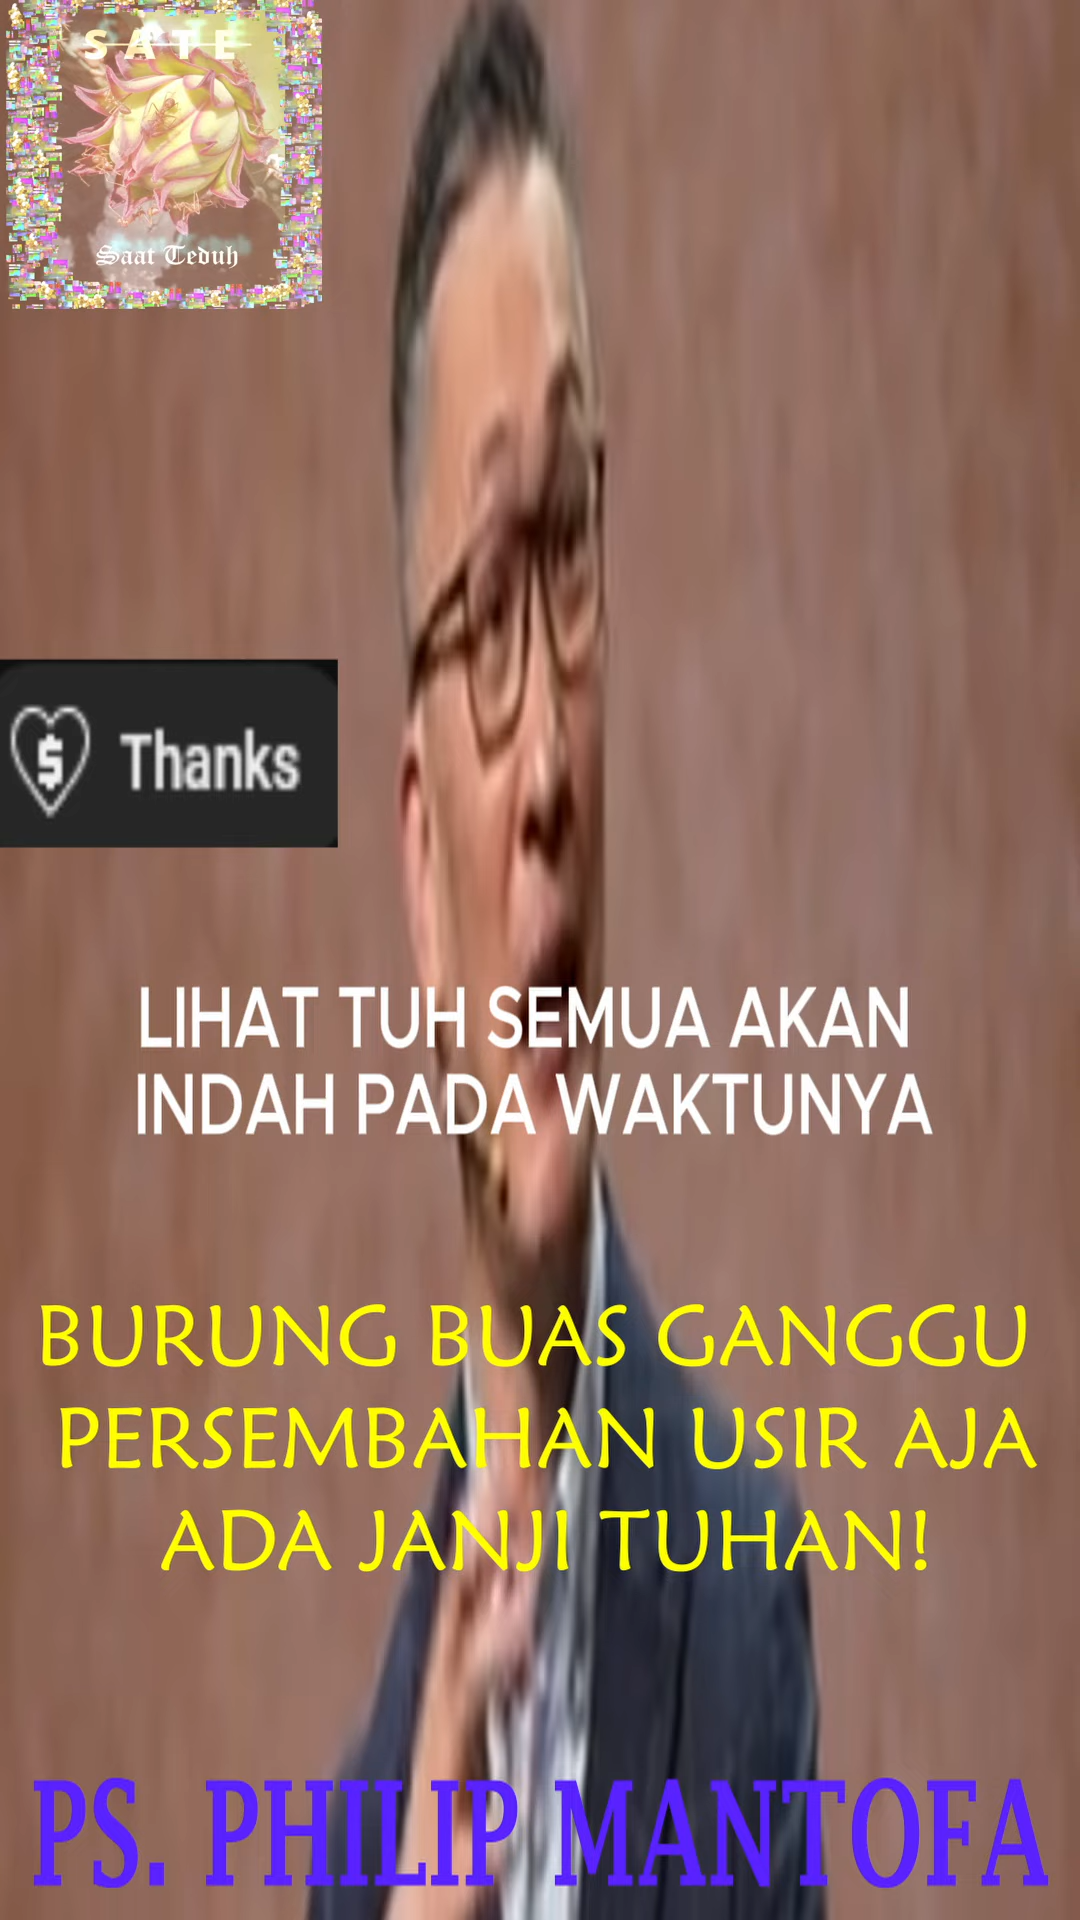 SATE
Saat Teduh
$ Thanks
LIHAT TUH SEMUA AKAN
INDAH PADA WAKTUNYA
BURUNG BUAS GANGGU
PERSEMBAHAN USIR AJA
ADA JANJI TUHAN!
PS. PHILIP MANTOFA